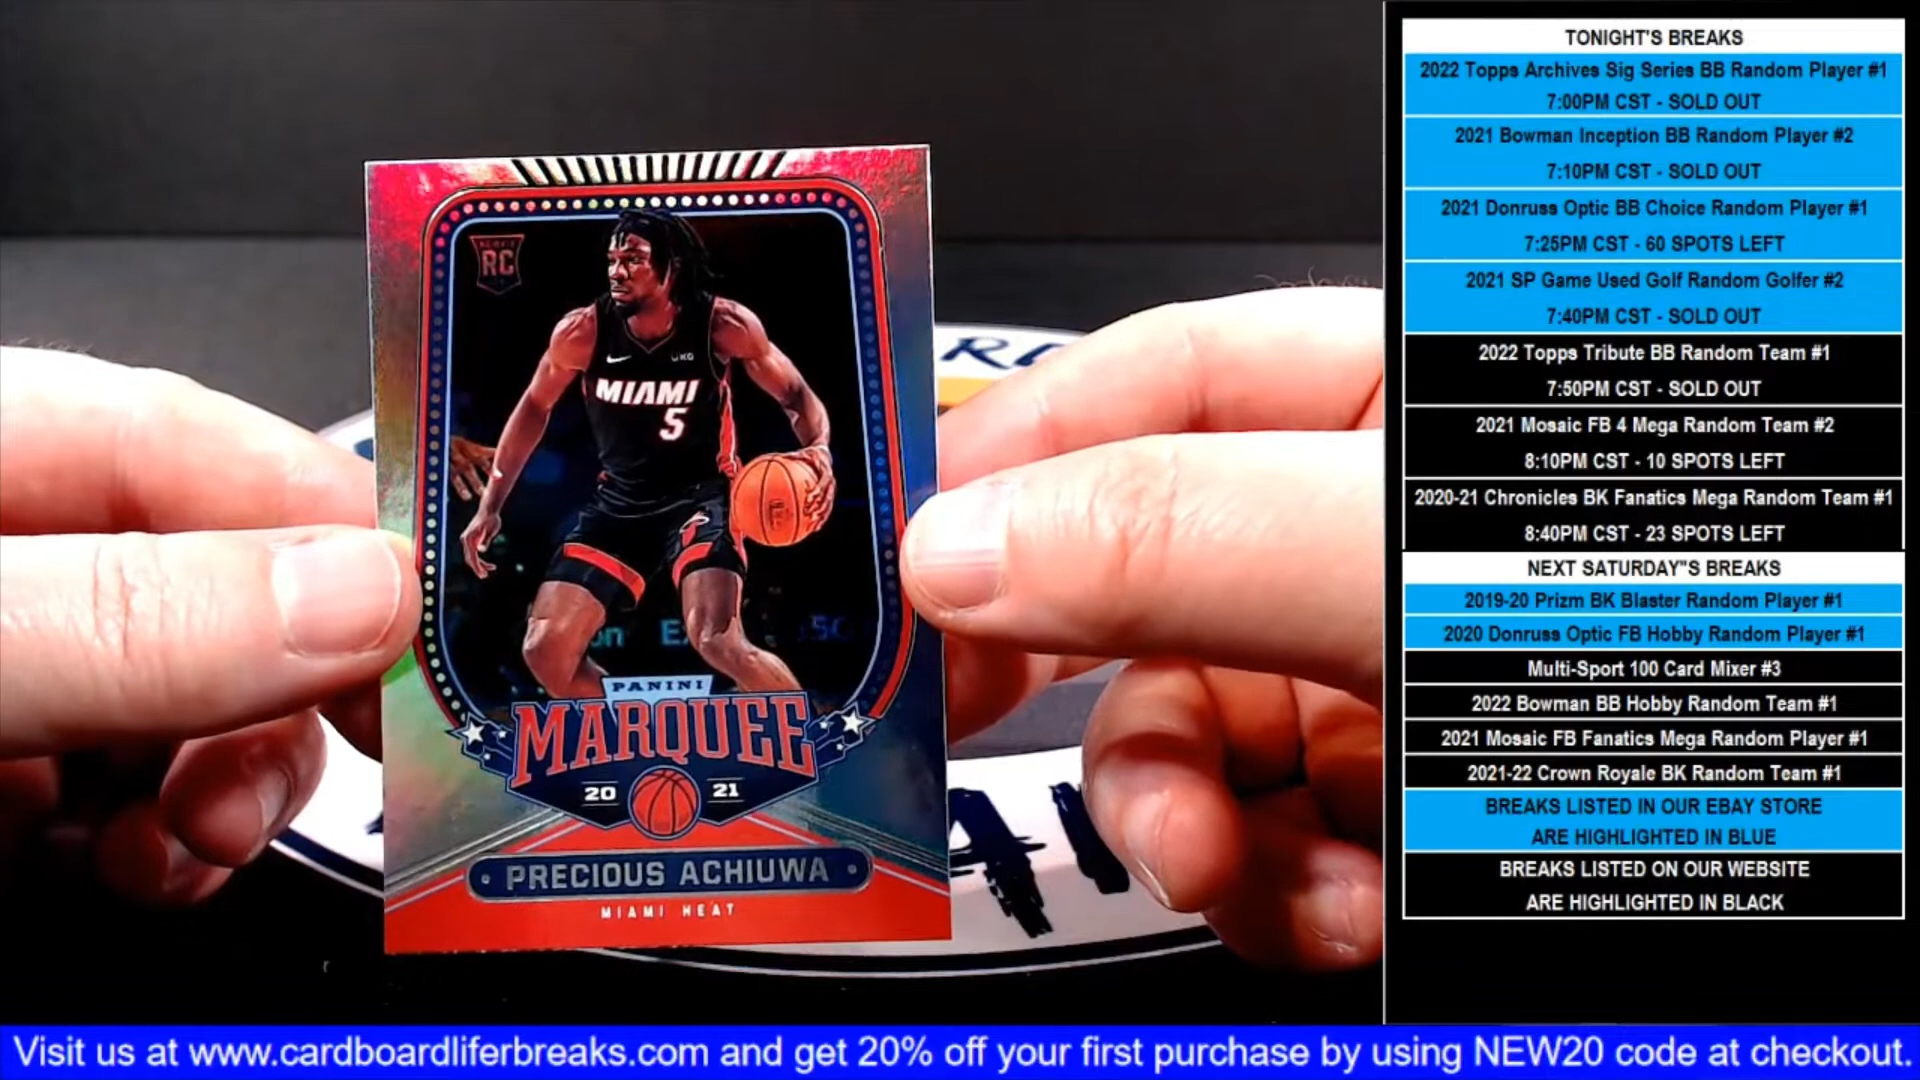 RC
KG
MIAMI
5
PANINI
MARQUEE
20 21
PRECIOUS ACHIUWA
MIAMI HEAT
TONIGHT'S BREAKS
2022 Topps Archives Sig Series BB Random Player #1
7:00PM CST - SOLD OUT
2021 Bowman Inception BB Random Player #2
7:10PM CST - SOLD OUT
2021 Donruss Optic BB Choice Random Player #1
7:25PM CST - 60 SPOTS LEFT
2021 SP Game Used Golf Random Golfer #2
7:40PM CST - SOLD OUT
2022 Topps Tribute BB Random Team #1
7:50PM CST - SOLD OUT
2021 Mosaic FB 4 Mega Random Team #2
8:10PM CST - 10 SPOTS LEFT
2020-21 Chronicles BK Fanatics Mega Random Team #1
8:40PM CST - 23 SPOTS LEFT
NEXT SATURDAY"S BREAKS
2019-20 Prizm BK Blaster Random Player #1
2020 Donruss Optic FB Hobby Random Player #1
Multi-Sport 100 Card Mixer #3
2022 Bowman BB Hobby Random Team #1
2021 Mosaic FB Fanatics Mega Random Player #1
2021-22 Crown Royale BK Random Team #1
BREAKS LISTED IN OUR EBAY STORE
ARE HIGHLIGHTED IN BLUE
BREAKS LISTED ON OUR WEBSITE
ARE HIGHLIGHTED IN BLACK
Visit us at www.cardboardliferbreaks.com and get 20% off your first purchase by using NEW20 code at checkout.